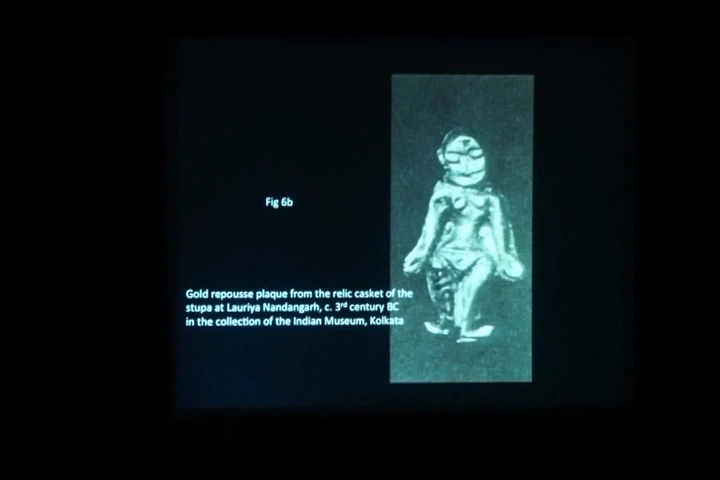 Fig 6b
Gold repousse plaque from the relic casket of the
stupa at Lauriya Nandangarh, c. 3rd century BC
in the collection of the Indian Museum, Kolkata